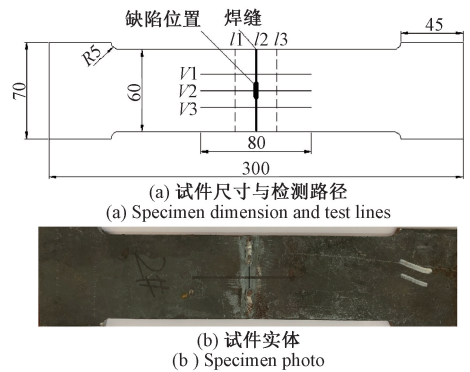 缺陷位置 焊缝
l1 l2 l3
45
R5
V1
V2
V3
70
60
80
300
(a) 试件尺寸与检测路径
(a) Specimen dimension and test lines
(b) 试件实体
(b ) Specimen photo